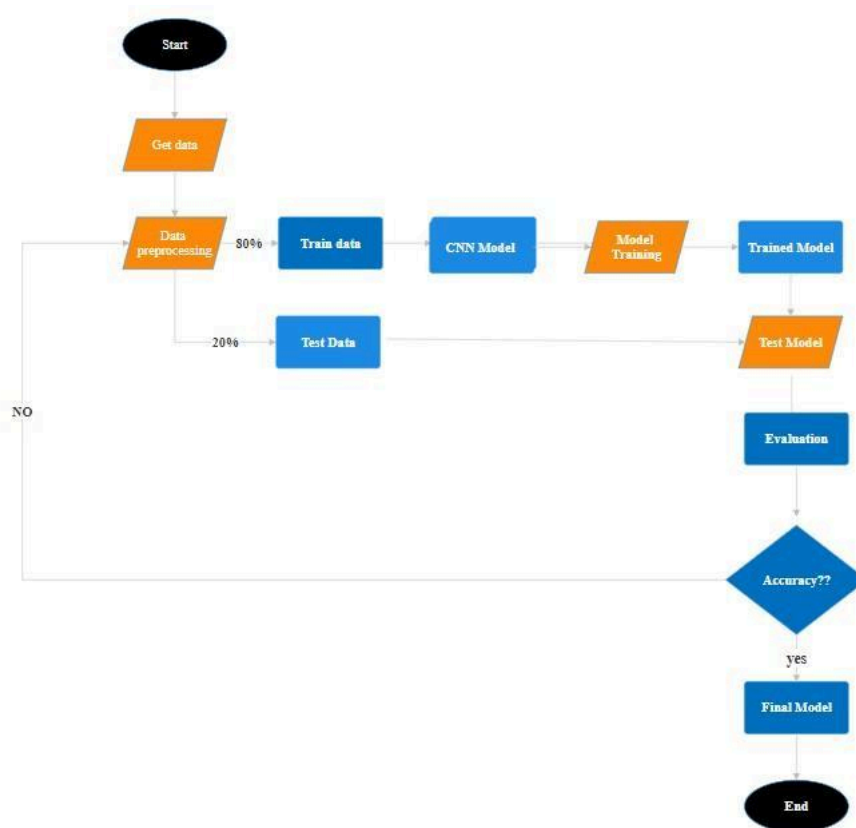 Start
Get data
Data
preprocessing
80%
Train data
CNN Model
Model
Training
Trained Model
20%
Test Data
Test Model
NO
Evaluation
Accuracy??
yes
Final Model
End